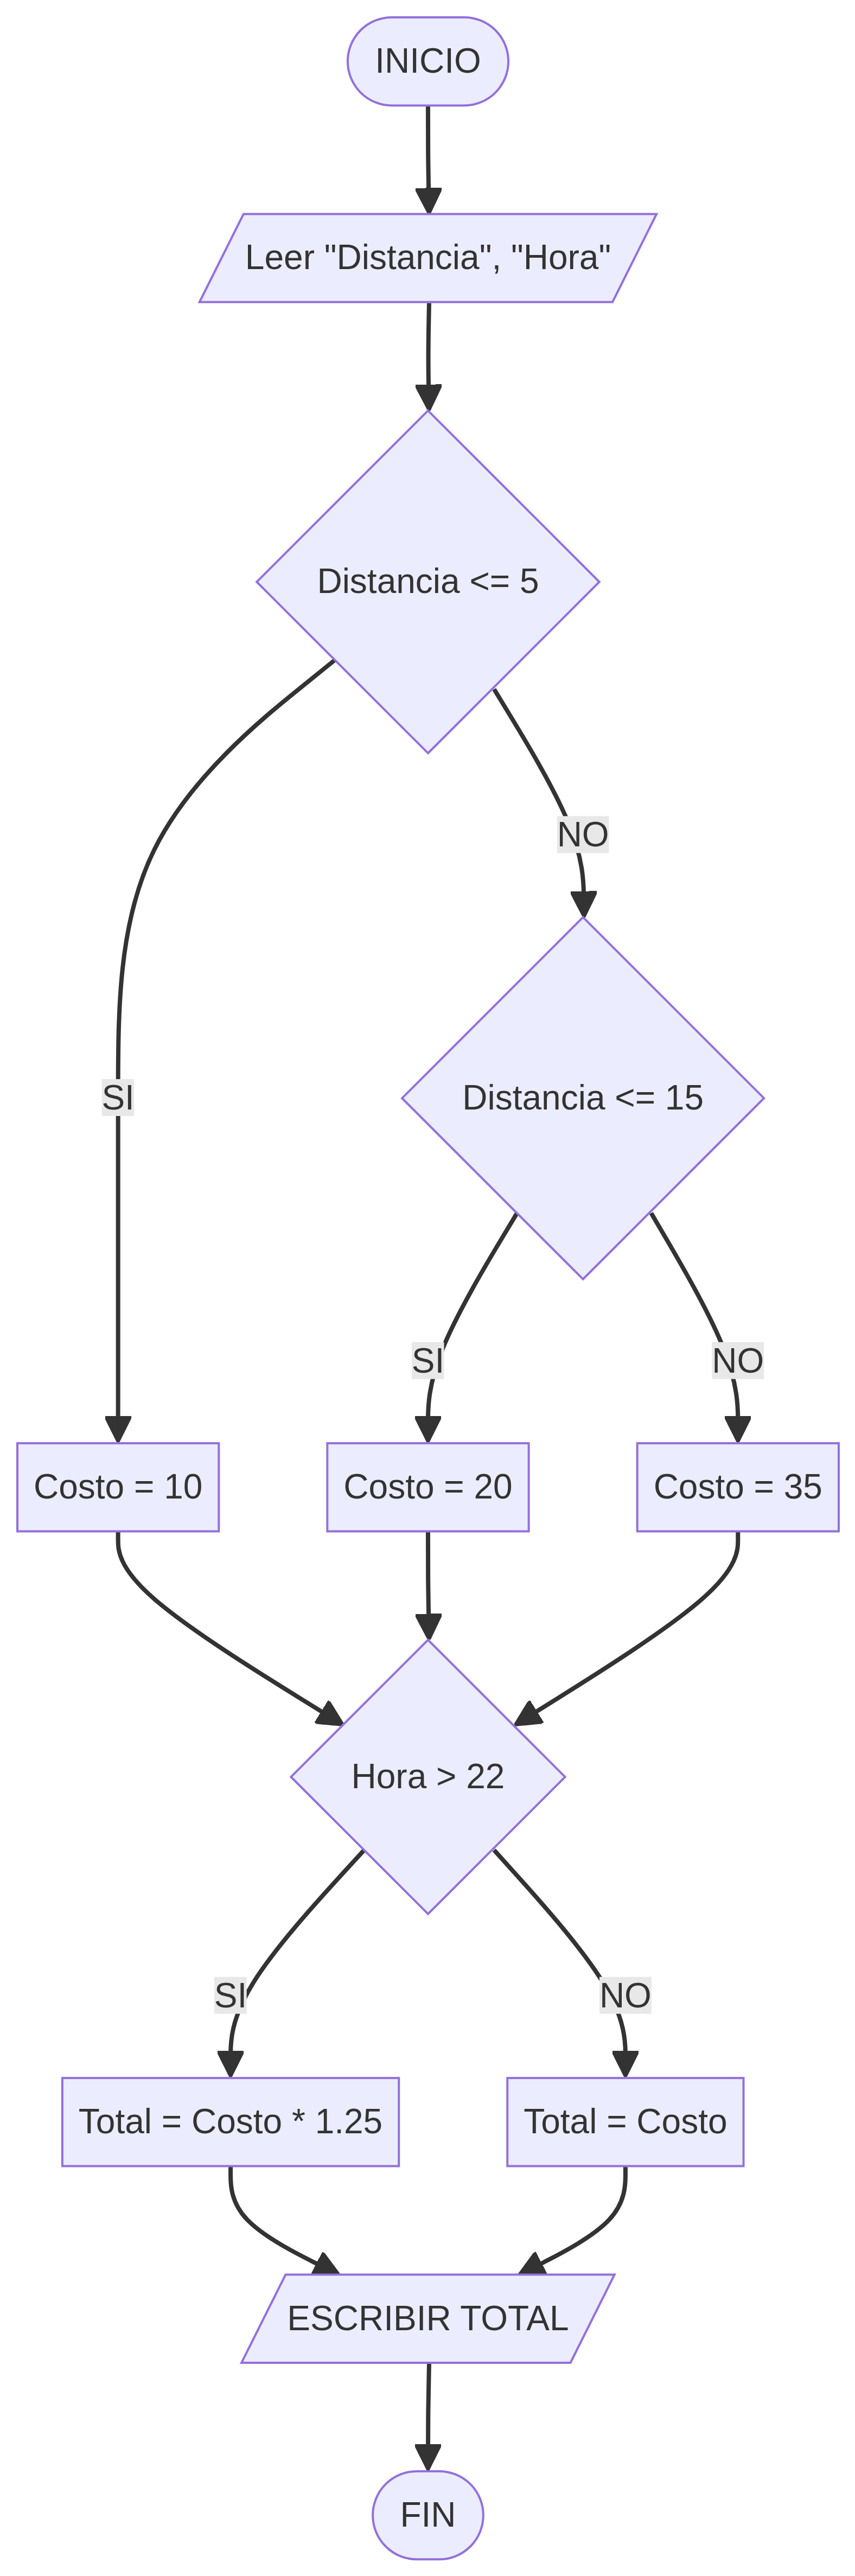 INICIO
Leer "Distancia", "Hora"
Distancia <= 5
NO
SI
Distancia <= 15
SI
NO
Costo = 10
Costo = 20
Costo = 35
Hora > 22
SI
NO
Total = Costo * 1.25
Total = Costo
ESCRIBIR TOTAL
FIN